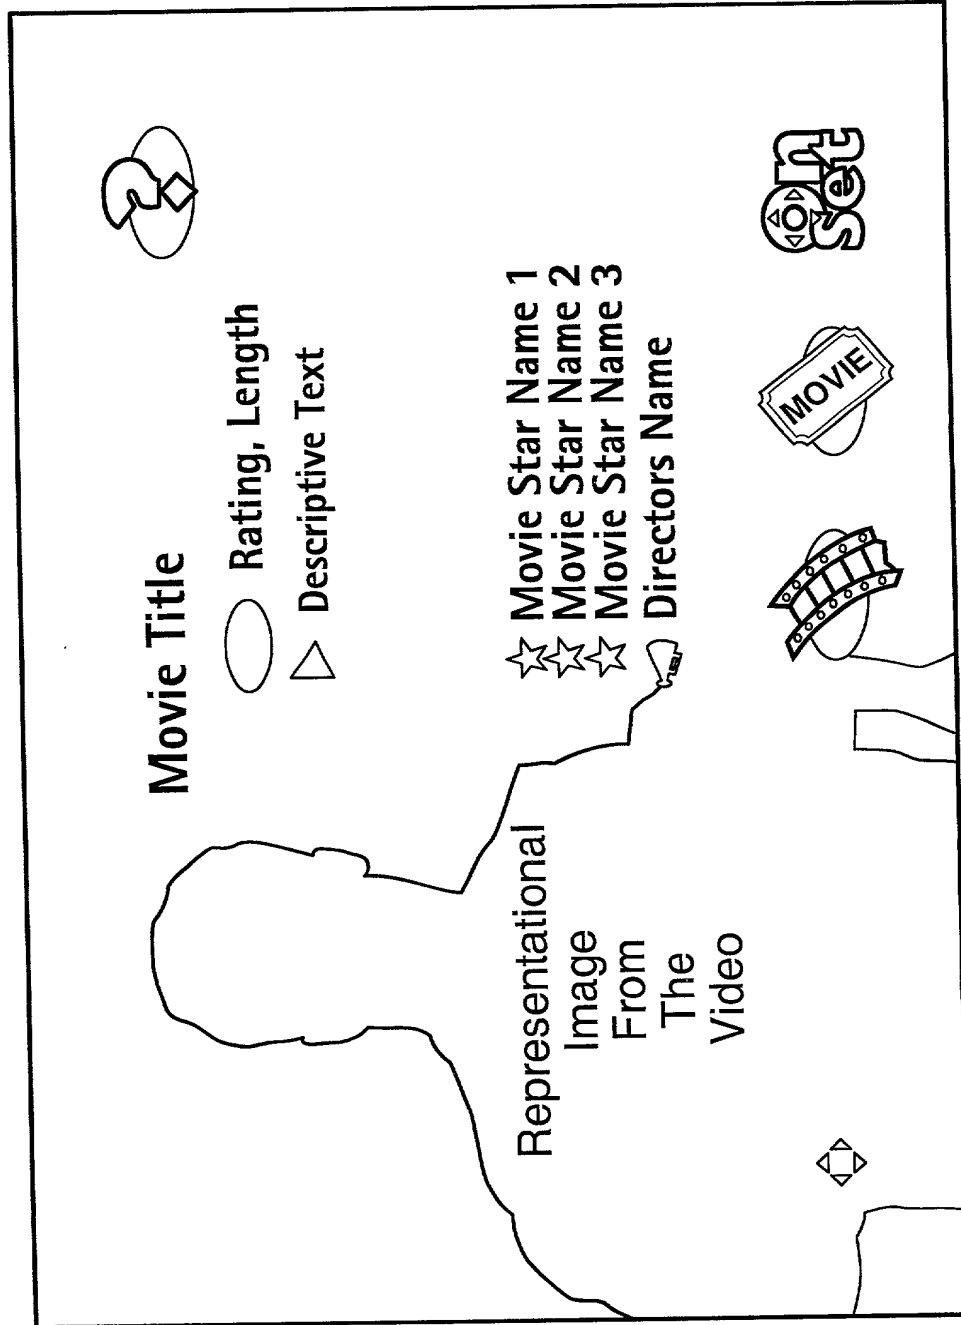 ?
Movie Title
Rating, Length
Descriptive Text
Representational
Image
From
The
Video
Movie Star Name 1
Movie Star Name 2
Movie Star Name 3
Directors Name
MOVIE
on
set